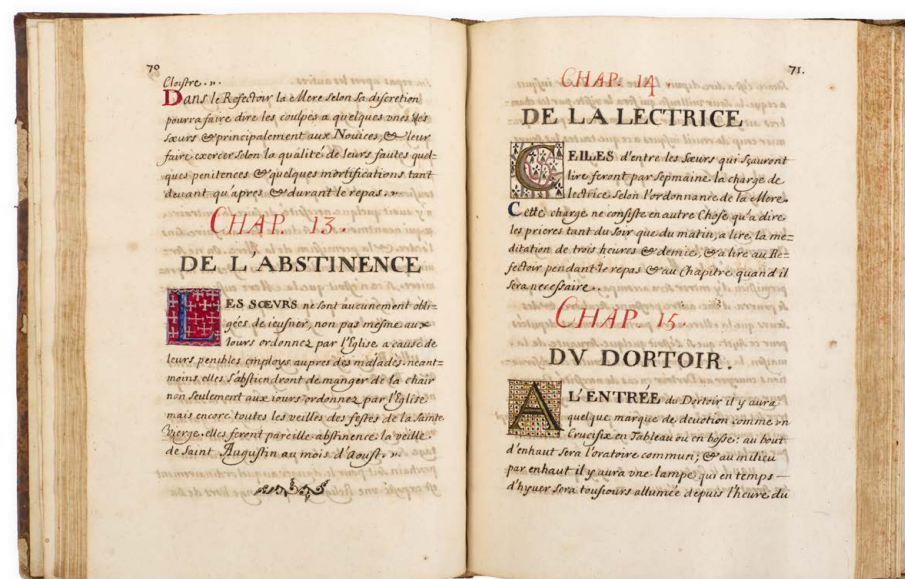 70
Cloistre.
Dans le Refectoir la Mere selon sa discretion
pourra faire dire les coulpes a quelques unes des
Sœurs & principalement aux Novices, & leur
faire exercer selon la qualité de leurs fautes quel=
ques penitences & quelques mortifications tant
devant qu'apres & durant le repas.
CHAP. 13.
DE L'ABSTINENCE
LES SŒVRS ne sont aucunement obli=
gées de ieusner, non pas mesme aux
iours ordonnez par l'Eglise a cause de
leurs penibles employs aupres des malades. neant=
moins elles s'abstiendront de manger de la chair
non seulement aux iours ordonnez par l'Eglise
mais encore toutes les veilles des festes de la Sainte
Vierge. elles feront pareille abstinence la veille
de Saint Augustin au mois d'Aoust.
71.
CHAP. 14
DE LA LECTRICE
CELLES d'entre les Sœurs qui sçauront
lire feront par sepmaine la charge de
lectrice selon l'ordonnance de la Mere.
Cette charge ne consiste en autre chose qu'a dire
les prieres tant du soir que du matin, a lire la me=
ditation de trois heures & demie, & a lire au Re=
fectoir pendant le repas & au Chapitre quand il
sera necessaire.
CHAP. 15.
DV DORTOIR.
A L'ENTRÉE du Dortoir il y aura
quelque marque de devotion comme vn
Crucifix en Tableau ou en bosse: au bout
d'enhaut sera l'oratoire commun; & au milieu
par enhaut il y aura vne lampe qui en temps
d'hyver sera tousiours allumée depuis l'heure du